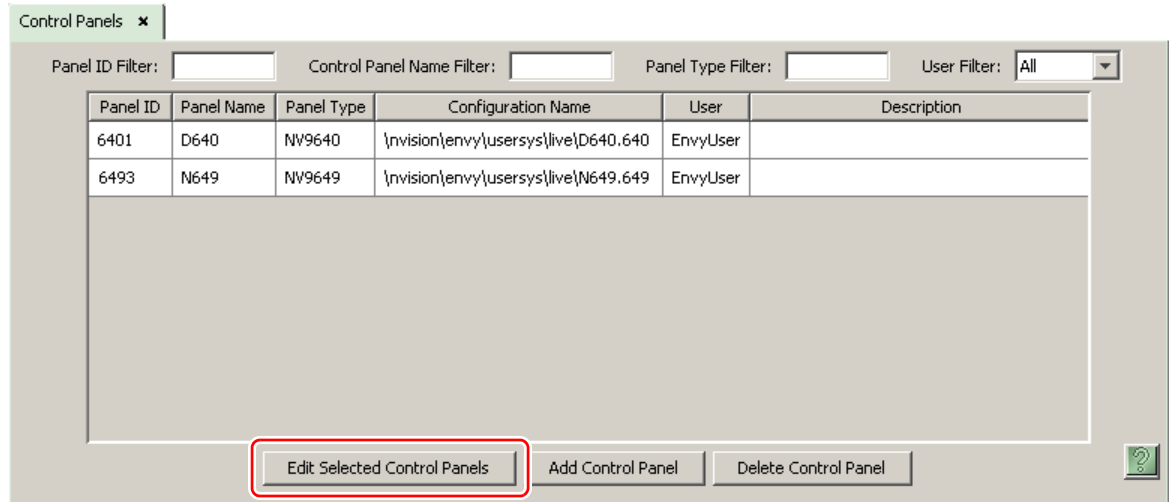 Control Panels ×
Panel ID Filter: Control Panel Name Filter: Panel Type Filter: User Filter: All
Panel ID Panel Name Panel Type Configuration Name User Description
6401 D640 NV9640 \nvision\envy\usersys\live\D640.640 EnvyUser
6493 N649 NV9649 \nvision\envy\usersys\live\N649.649 EnvyUser
Edit Selected Control Panels Add Control Panel Delete Control Panel ?